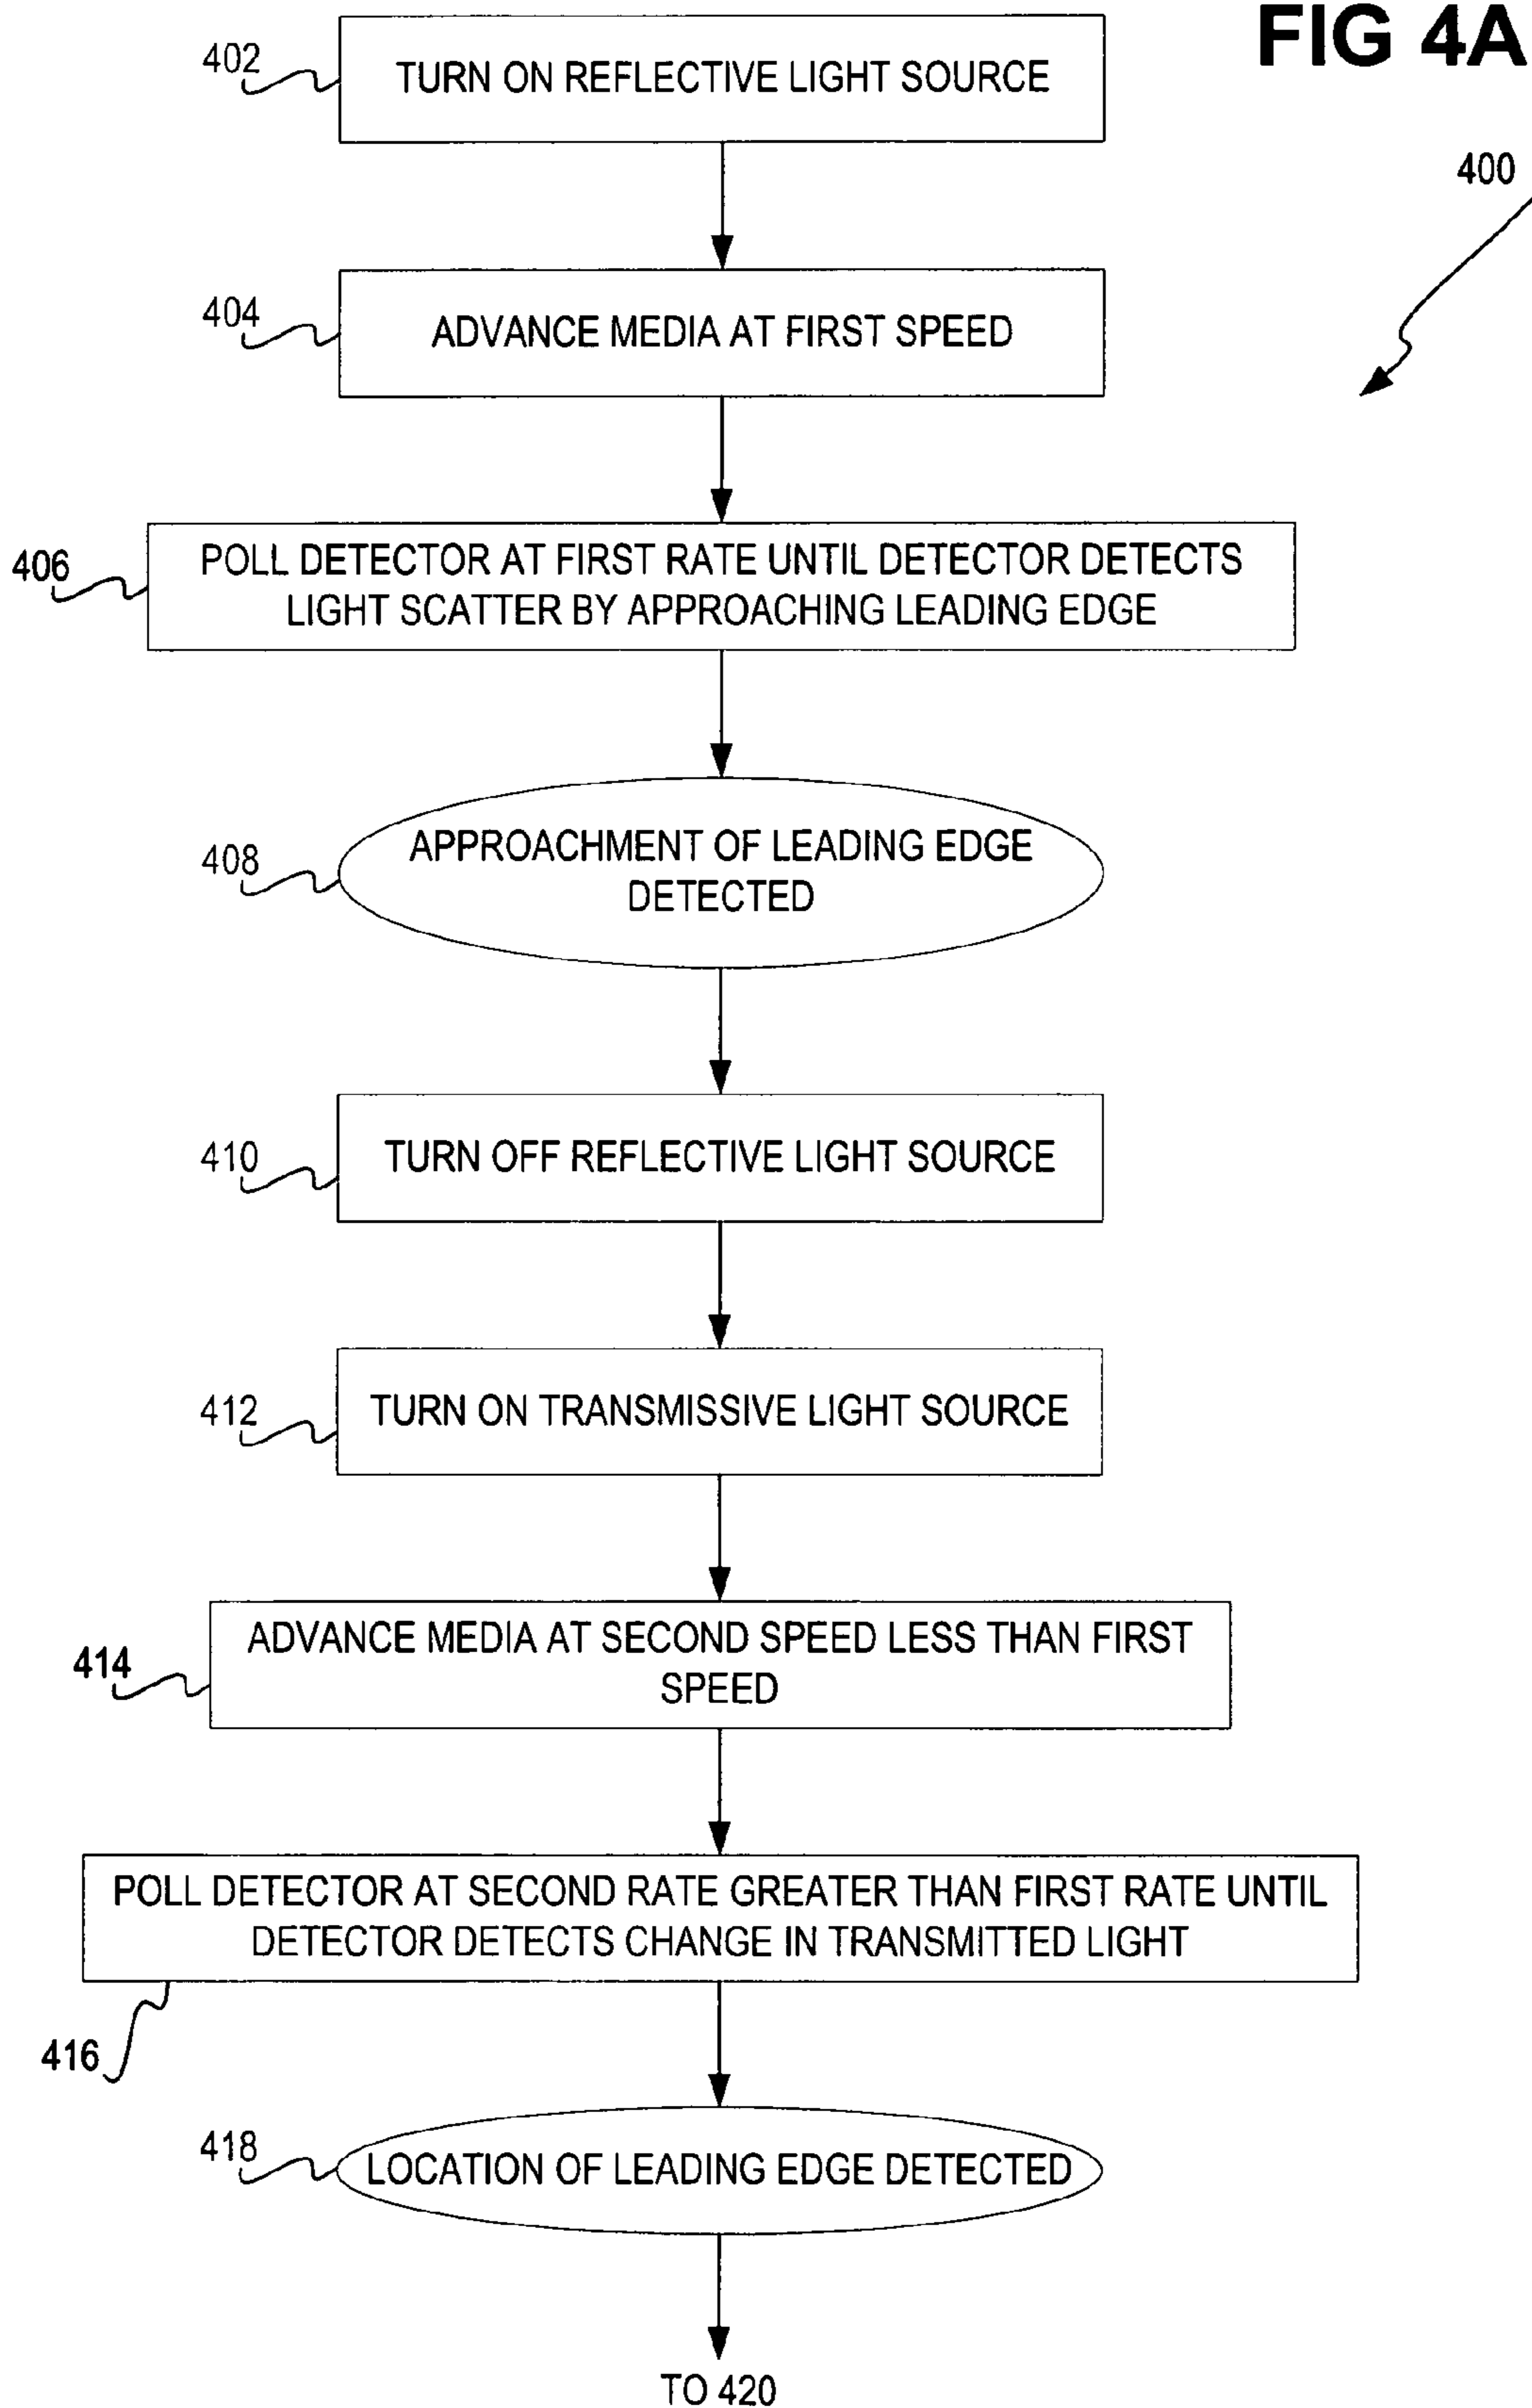 FIG 4A
400
402
TURN ON REFLECTIVE LIGHT SOURCE
404
ADVANCE MEDIA AT FIRST SPEED
406
POLL DETECTOR AT FIRST RATE UNTIL DETECTOR DETECTS
LIGHT SCATTER BY APPROACHING LEADING EDGE
408
APPROACHMENT OF LEADING EDGE
DETECTED
410
TURN OFF REFLECTIVE LIGHT SOURCE
412
TURN ON TRANSMISSIVE LIGHT SOURCE
414
ADVANCE MEDIA AT SECOND SPEED LESS THAN FIRST
SPEED
416
POLL DETECTOR AT SECOND RATE GREATER THAN FIRST RATE UNTIL
DETECTOR DETECTS CHANGE IN TRANSMITTED LIGHT
418
LOCATION OF LEADING EDGE DETECTED
TO 420